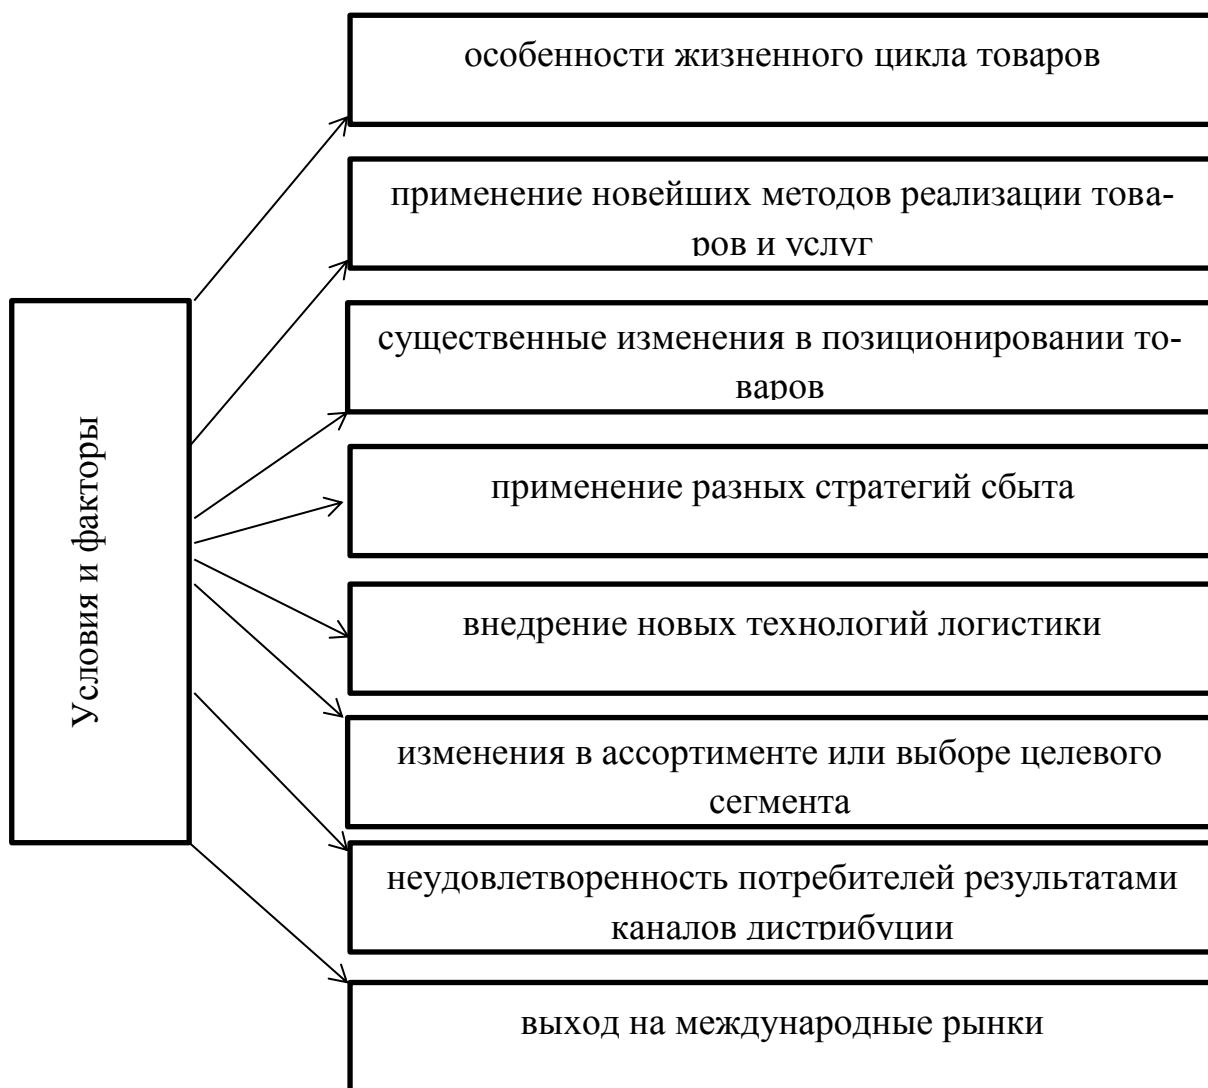 особенности жизненного цикла товаров
применение новейших методов реализации това-
ров и услуг
существенные изменения в позиционировании то-
варов
применение разных стратегий сбыта
Условия и факторы
внедрение новых технологий логистики
изменения в ассортименте или выборе целевого
сегмента
неудовлетворенность потребителей результатами
каналов дистрибуции
выход на международные рынки